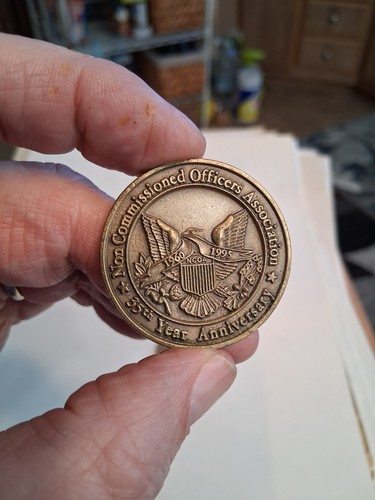 Non Commissioned Officers Association
1960 1995
NCOA
35th Year Anniversary